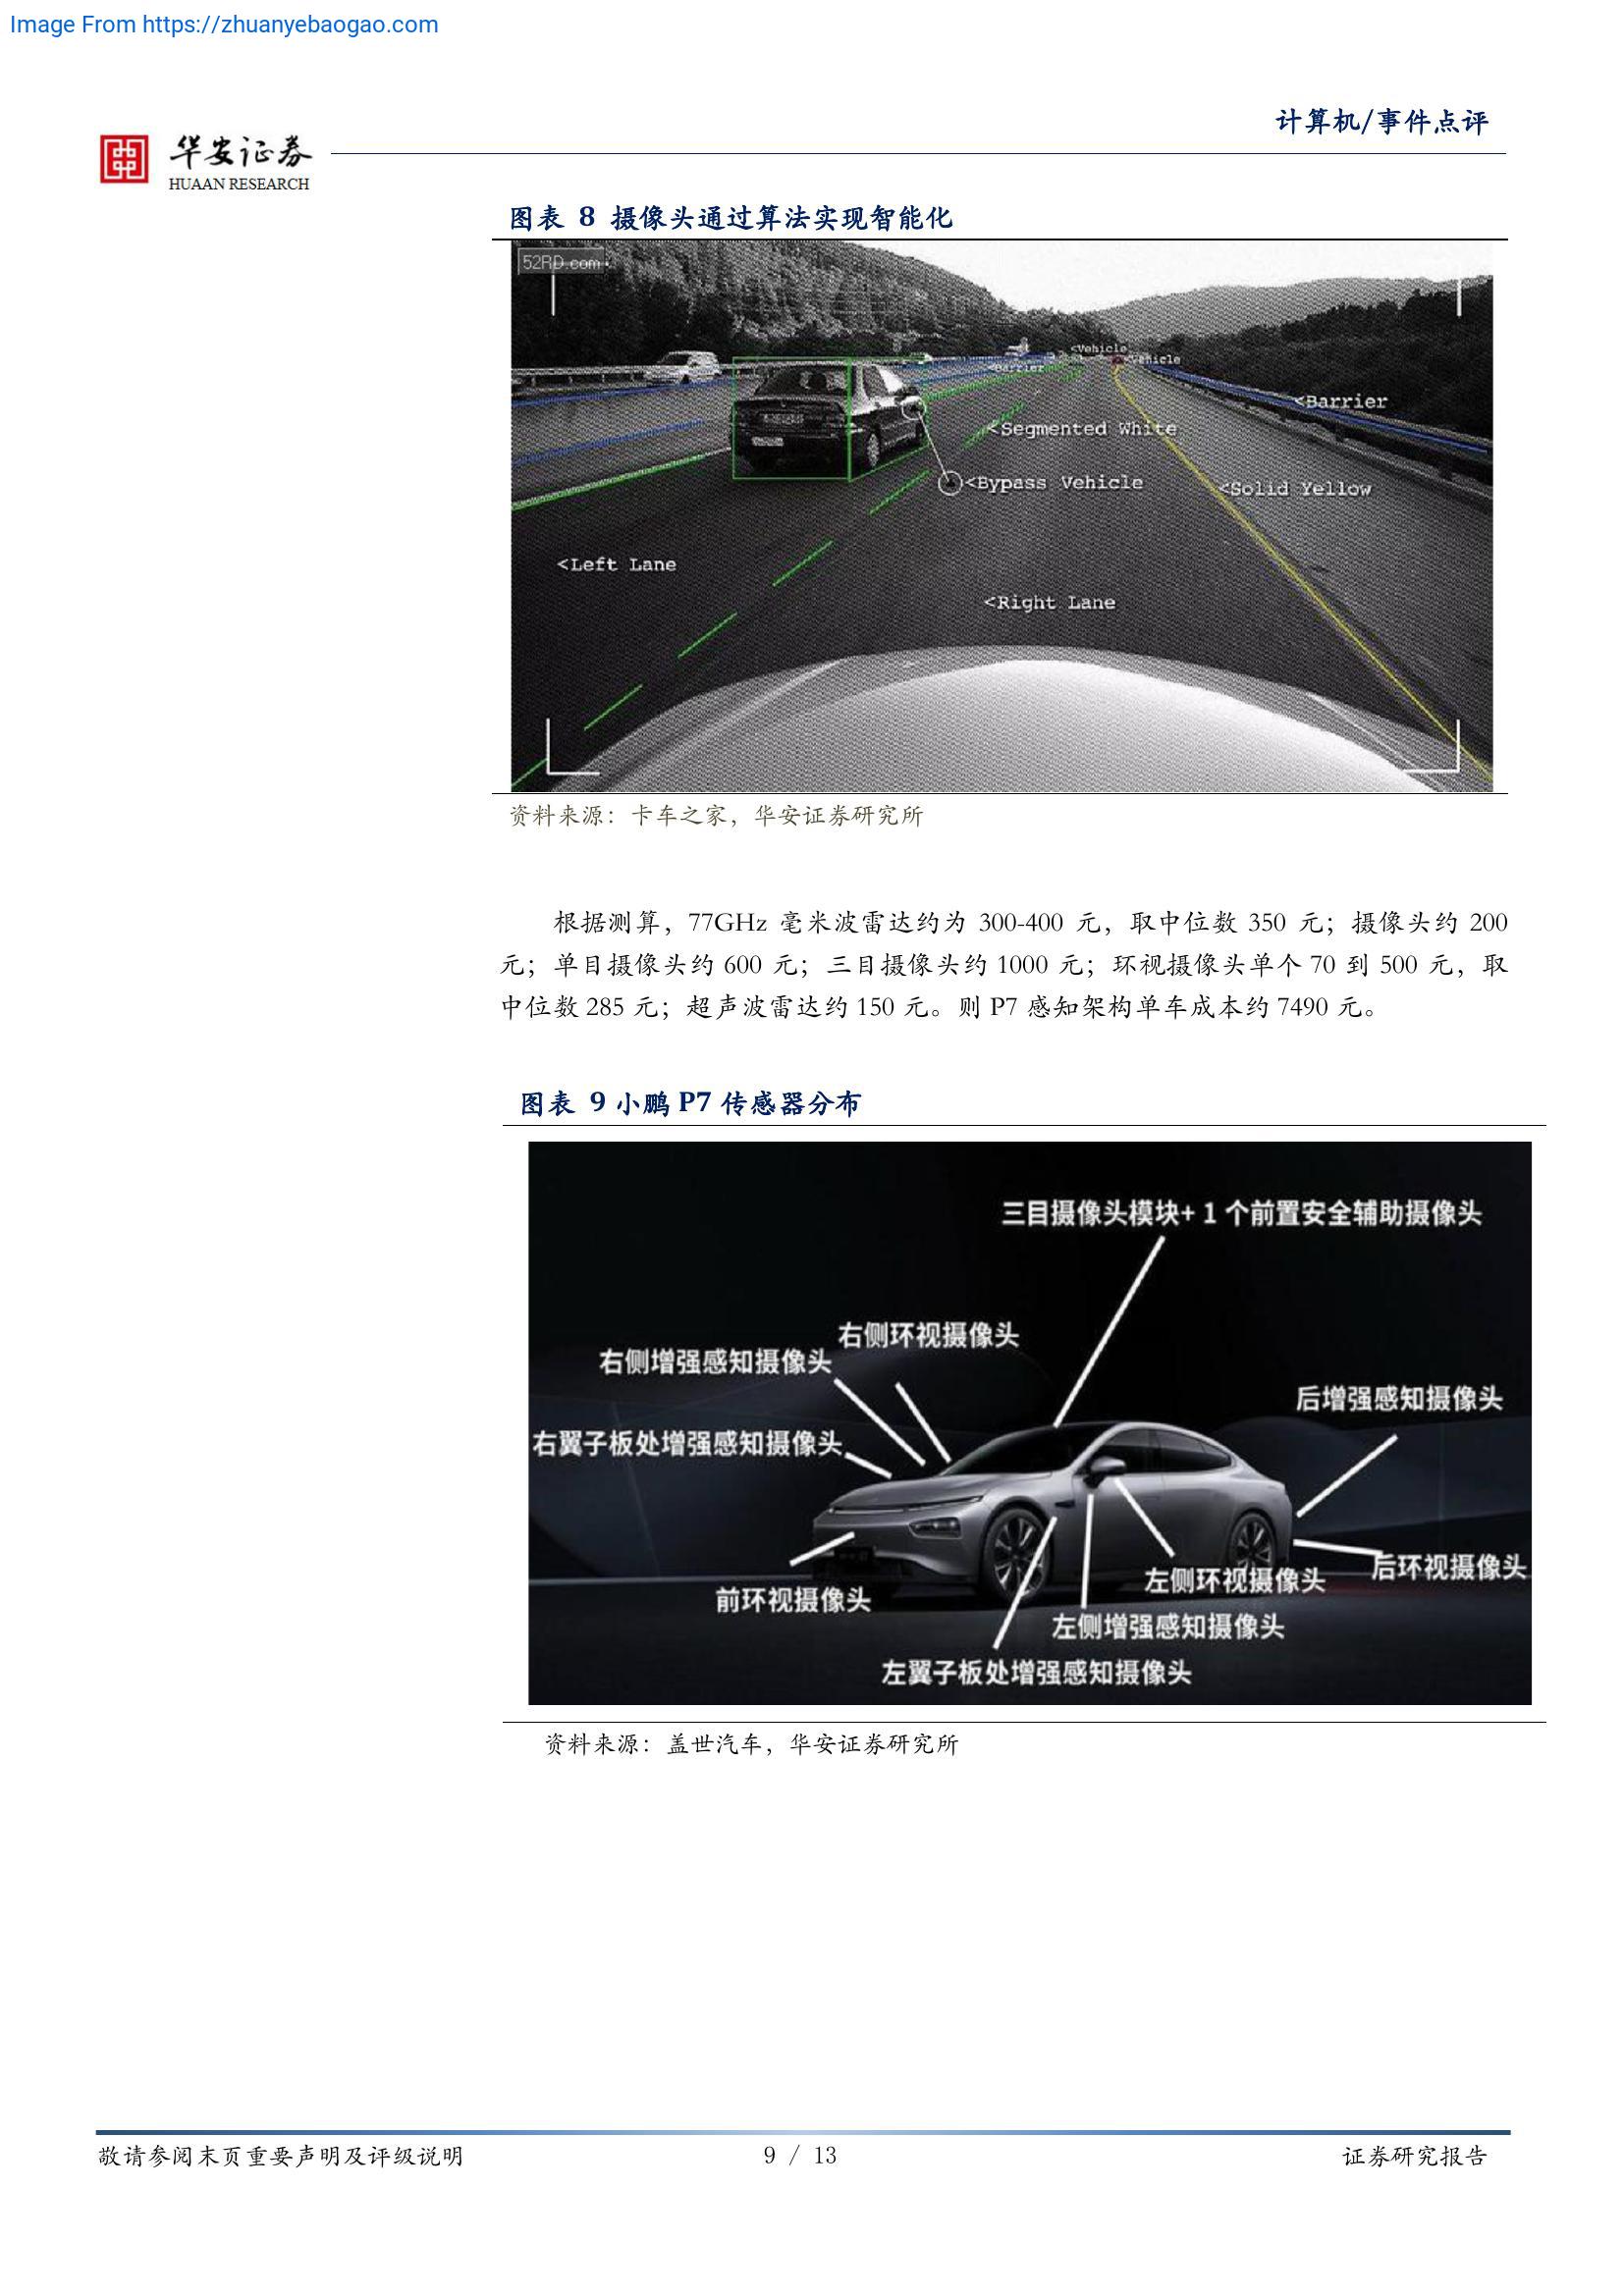 Image From https://zhuanyebaogao.com
计算机/事件点评
华安证券
HUAAN RESEARCH
图表 8 摄像头通过算法实现智能化
52RD.com
<Vehicle
<Vehicle
<Barrier
<Barrier
<Segmented White
<Bypass Vehicle
<Solid Yellow
<Left Lane
<Right Lane
资料来源：卡车之家，华安证券研究所
根据测算，77GHz 毫米波雷达约为 300-400 元，取中位数 350 元；摄像头约 200
元；单目摄像头约 600 元；三目摄像头约 1000 元；环视摄像头单个 70 到 500 元，取
中位数 285 元；超声波雷达约 150 元。则 P7 感知架构单车成本约 7490 元。
图表 9 小鹏 P7 传感器分布
三目摄像头模块+ 1 个前置安全辅助摄像头
右侧环视摄像头
右侧增强感知摄像头
后增强感知摄像头
右翼子板处增强感知摄像头
后环视摄像头
左侧环视摄像头
前环视摄像头
左侧增强感知摄像头
左翼子板处增强感知摄像头
资料来源：盖世汽车，华安证券研究所
敬请参阅末页重要声明及评级说明
9 / 13
证券研究报告